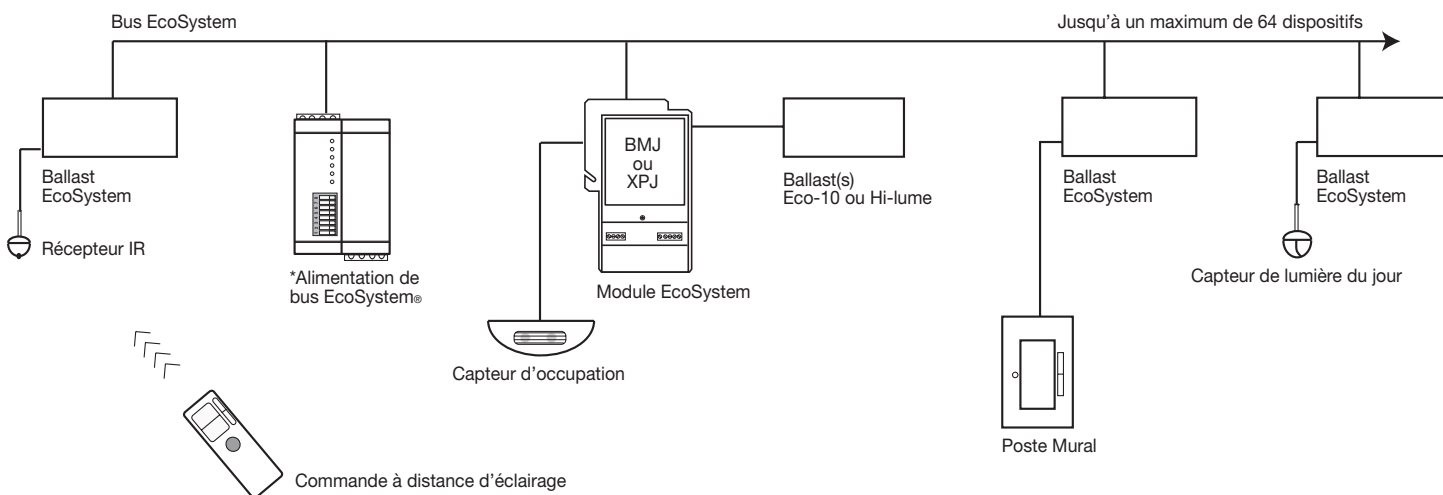 Bus EcoSystem
Jusqu'à un maximum de 64 dispositifs
BMJ
ou
XPJ
Ballast
EcoSystem
Ballast(s)
Eco-10 ou Hi-lume
Ballast
EcoSystem
Ballast
EcoSystem
Récepteur IR
*Alimentation de
bus EcoSystem®
Module EcoSystem
Capteur de lumière du jour
Capteur d'occupation
Poste Mural
Commande à distance d'éclairage